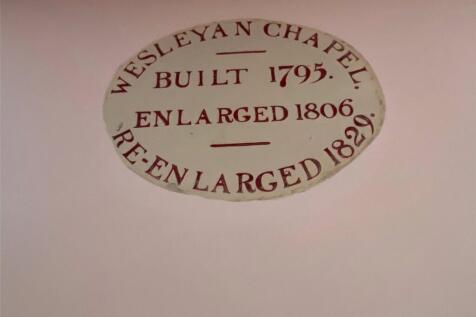 WESLEYAN CHAPEL.
BUILT 1795.
ENLARGED 1806
RE-ENLARGED 1829.